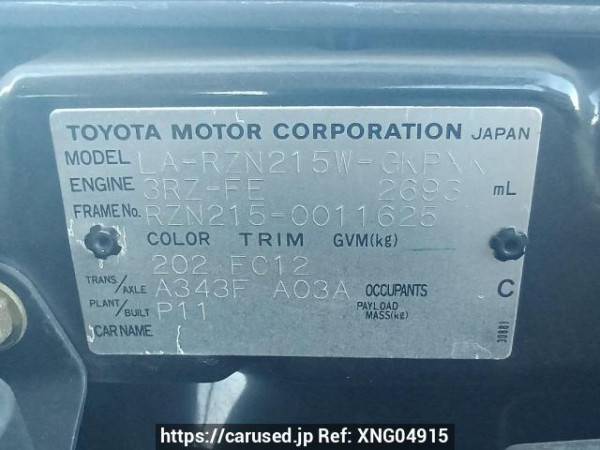 TOYOTA MOTOR CORPORATION JAPAN
MODEL LA-RZN215W-GKPXK
ENGINE 3RZ-FE 2693 mL
FRAME No. RZN215-0011625
COLOR TRIM GVM(kg)
202 FC12
TRANS/AXLE A343F A03A OCCUPANTS C
PLANT/BUILT P11 PAYLOAD MASS(kg)
CAR NAME
30881
https://carused.jp Ref: XNG04915